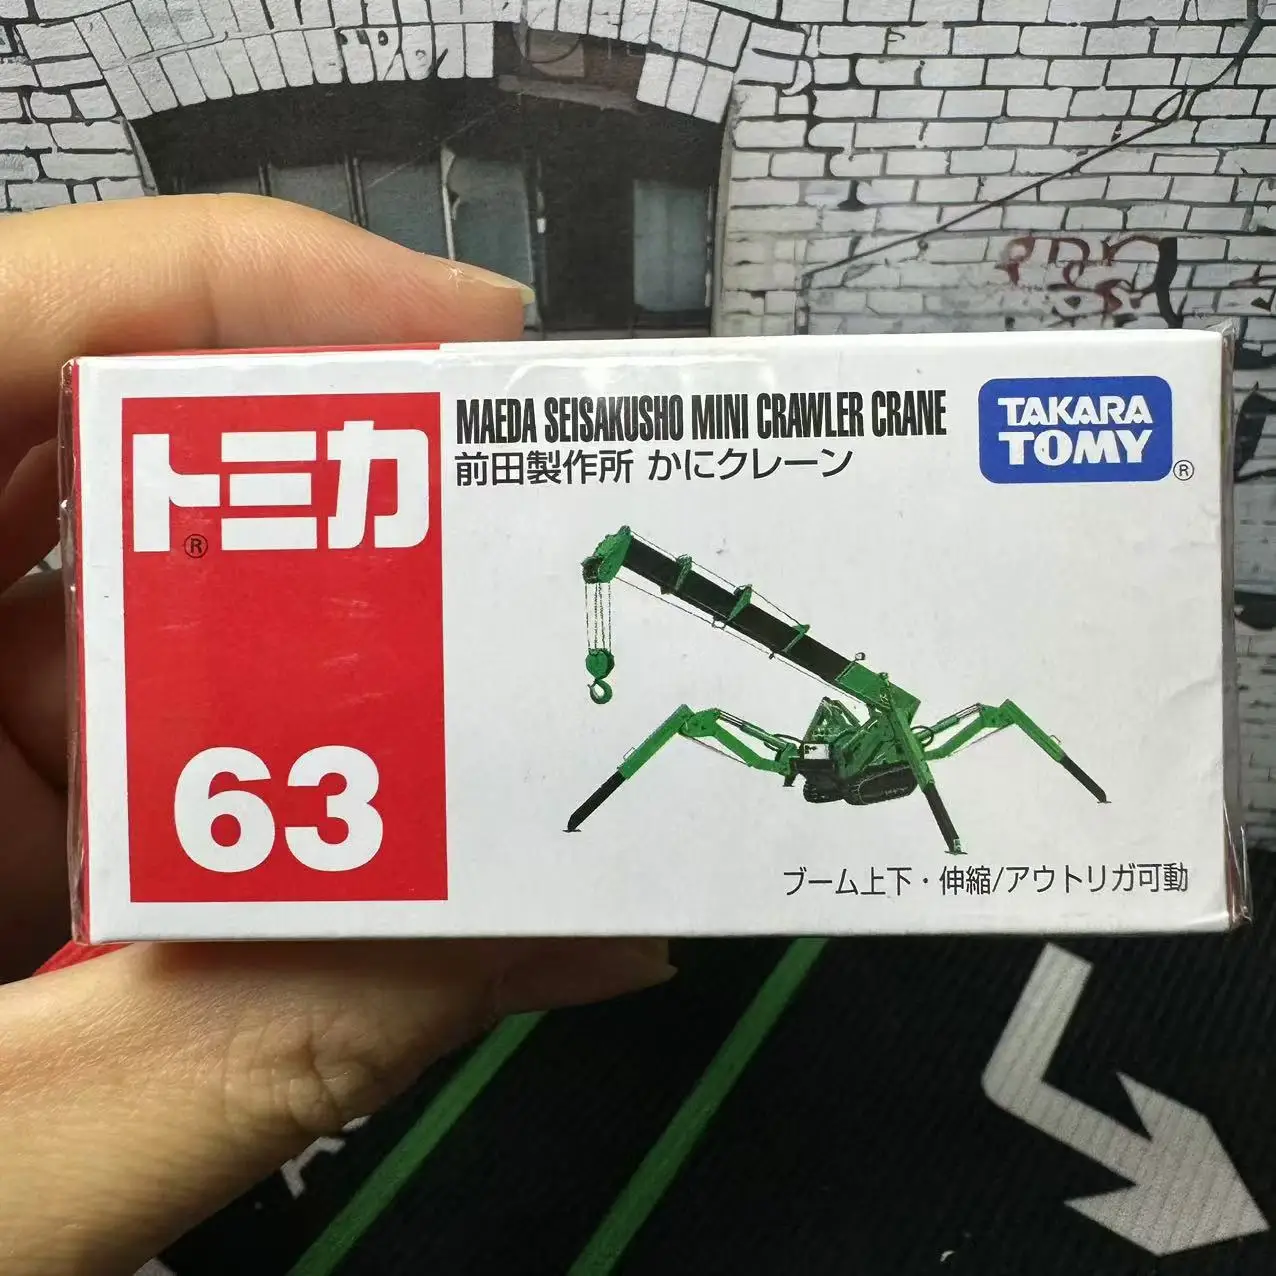 トミカ
®
63
MAEDA SEISAKUSHO MINI CRAWLER CRANE
前田製作所 かにクレーン
TAKARA
TOMY
®
ブーム上下・伸縮/アウトリガ可動